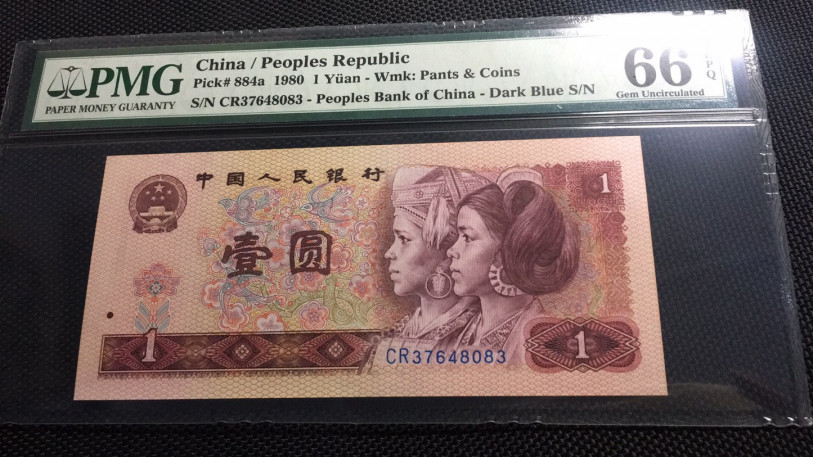 PMG
PAPER MONEY GUARANTY
China / Peoples Republic
Pick# 884a 1980 1 Yüan - Wmk: Pants & Coins
S/N CR37648083 - Peoples Bank of China - Dark Blue S/N
66 EPQ
Gem Uncirculated
中国人民银行
1
壹圆
1
CR37648083
1